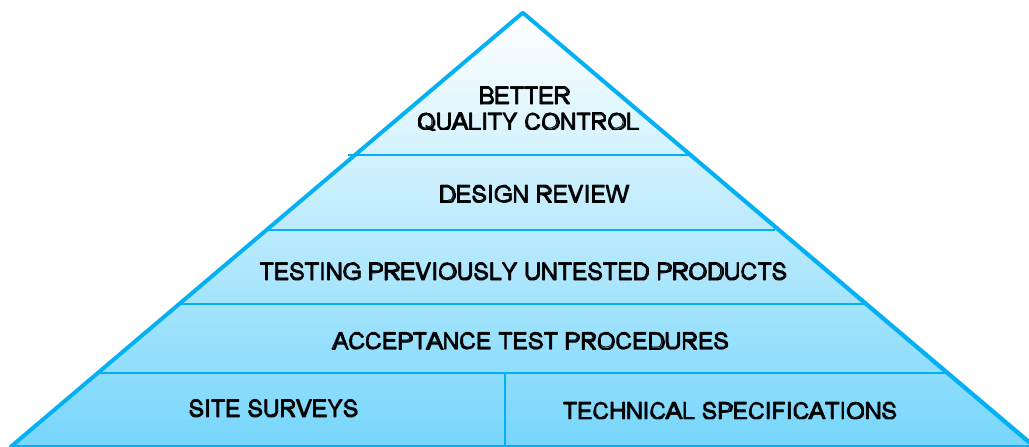 BETTER
QUALITY CONTROL
DESIGN REVIEW
TESTING PREVIOUSLY UNTESTED PRODUCTS
ACCEPTANCE TEST PROCEDURES
SITE SURVEYS
TECHNICAL SPECIFICATIONS